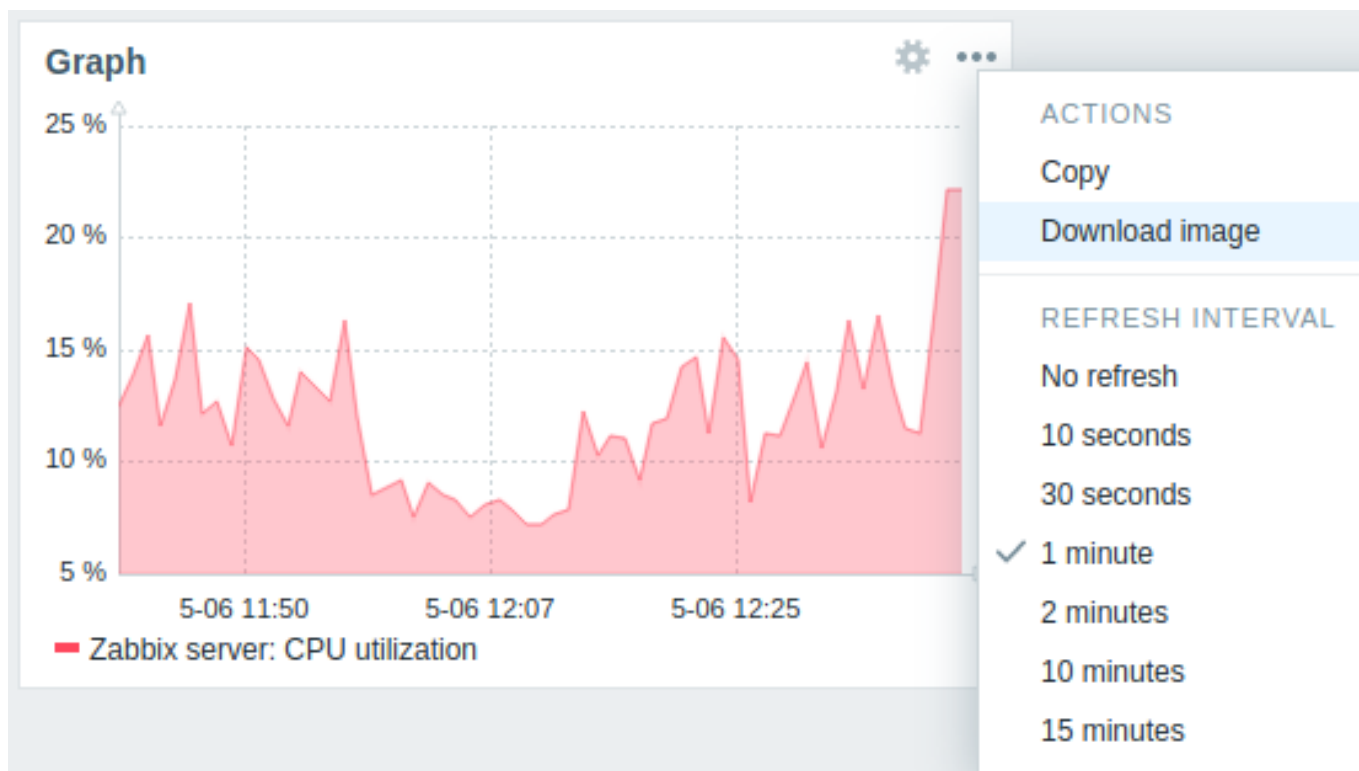 Graph
25 %
20 %
15 %
10 %
5 %
5-06 11:50 5-06 12:07 5-06 12:25
Zabbix server: CPU utilization
ACTIONS
Copy
Download image
REFRESH INTERVAL
No refresh
10 seconds
30 seconds
1 minute
2 minutes
10 minutes
15 minutes